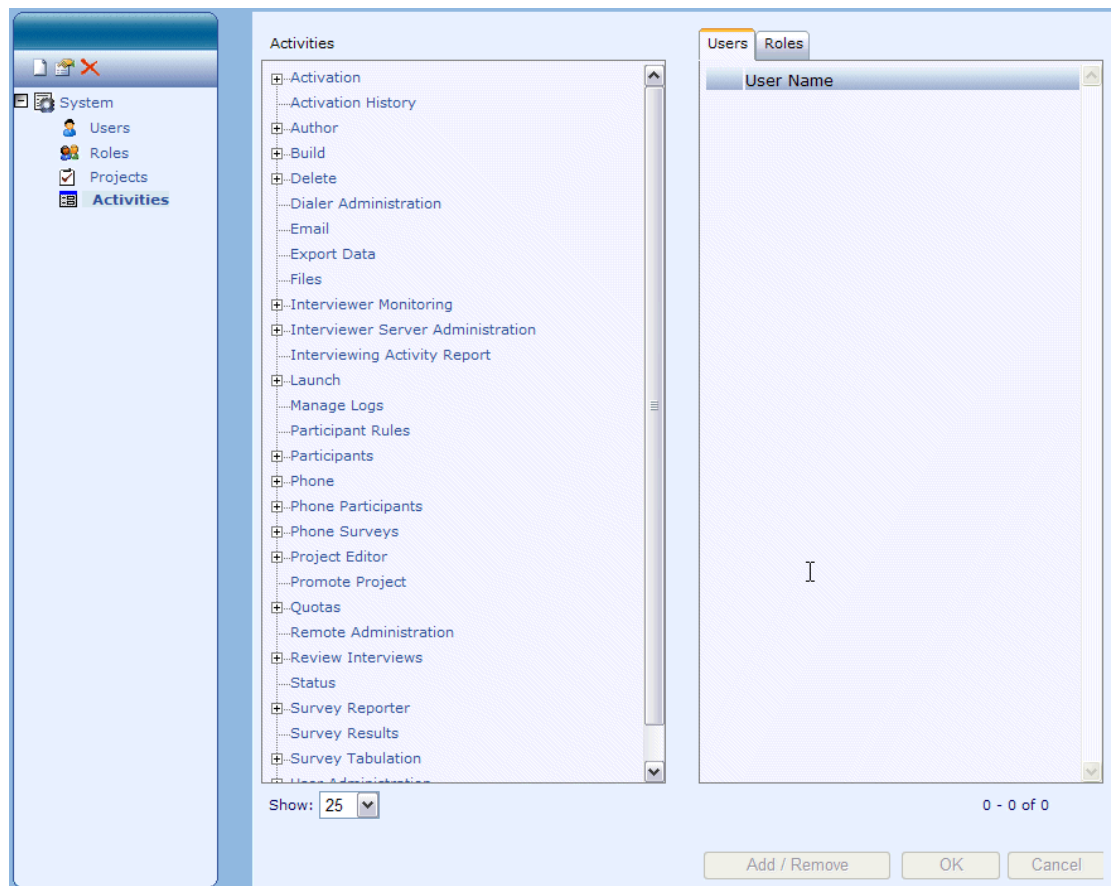 System
Users
Roles
Projects
Activities
Activities
Activation
Activation History
Author
Build
Delete
Dialer Administration
Email
Export Data
Files
Interviewer Monitoring
Interviewer Server Administration
Interviewing Activity Report
Launch
Manage Logs
Participant Rules
Participants
Phone
Phone Participants
Phone Surveys
Project Editor
Promote Project
Quotas
Remote Administration
Review Interviews
Status
Survey Reporter
Survey Results
Survey Tabulation
User Administration
Show: 25
Users Roles
User Name
0 - 0 of 0
Add / Remove OK Cancel